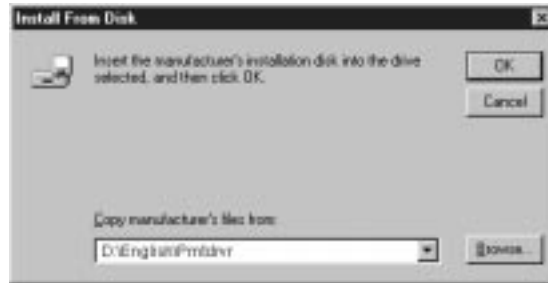 Install From Disk
Insert the manufacturer's installation disk into the drive
selected, and then click OK.
OK
Cancel
Copy manufacturer's files from:
D:\English\Prntdrvr
Browse...